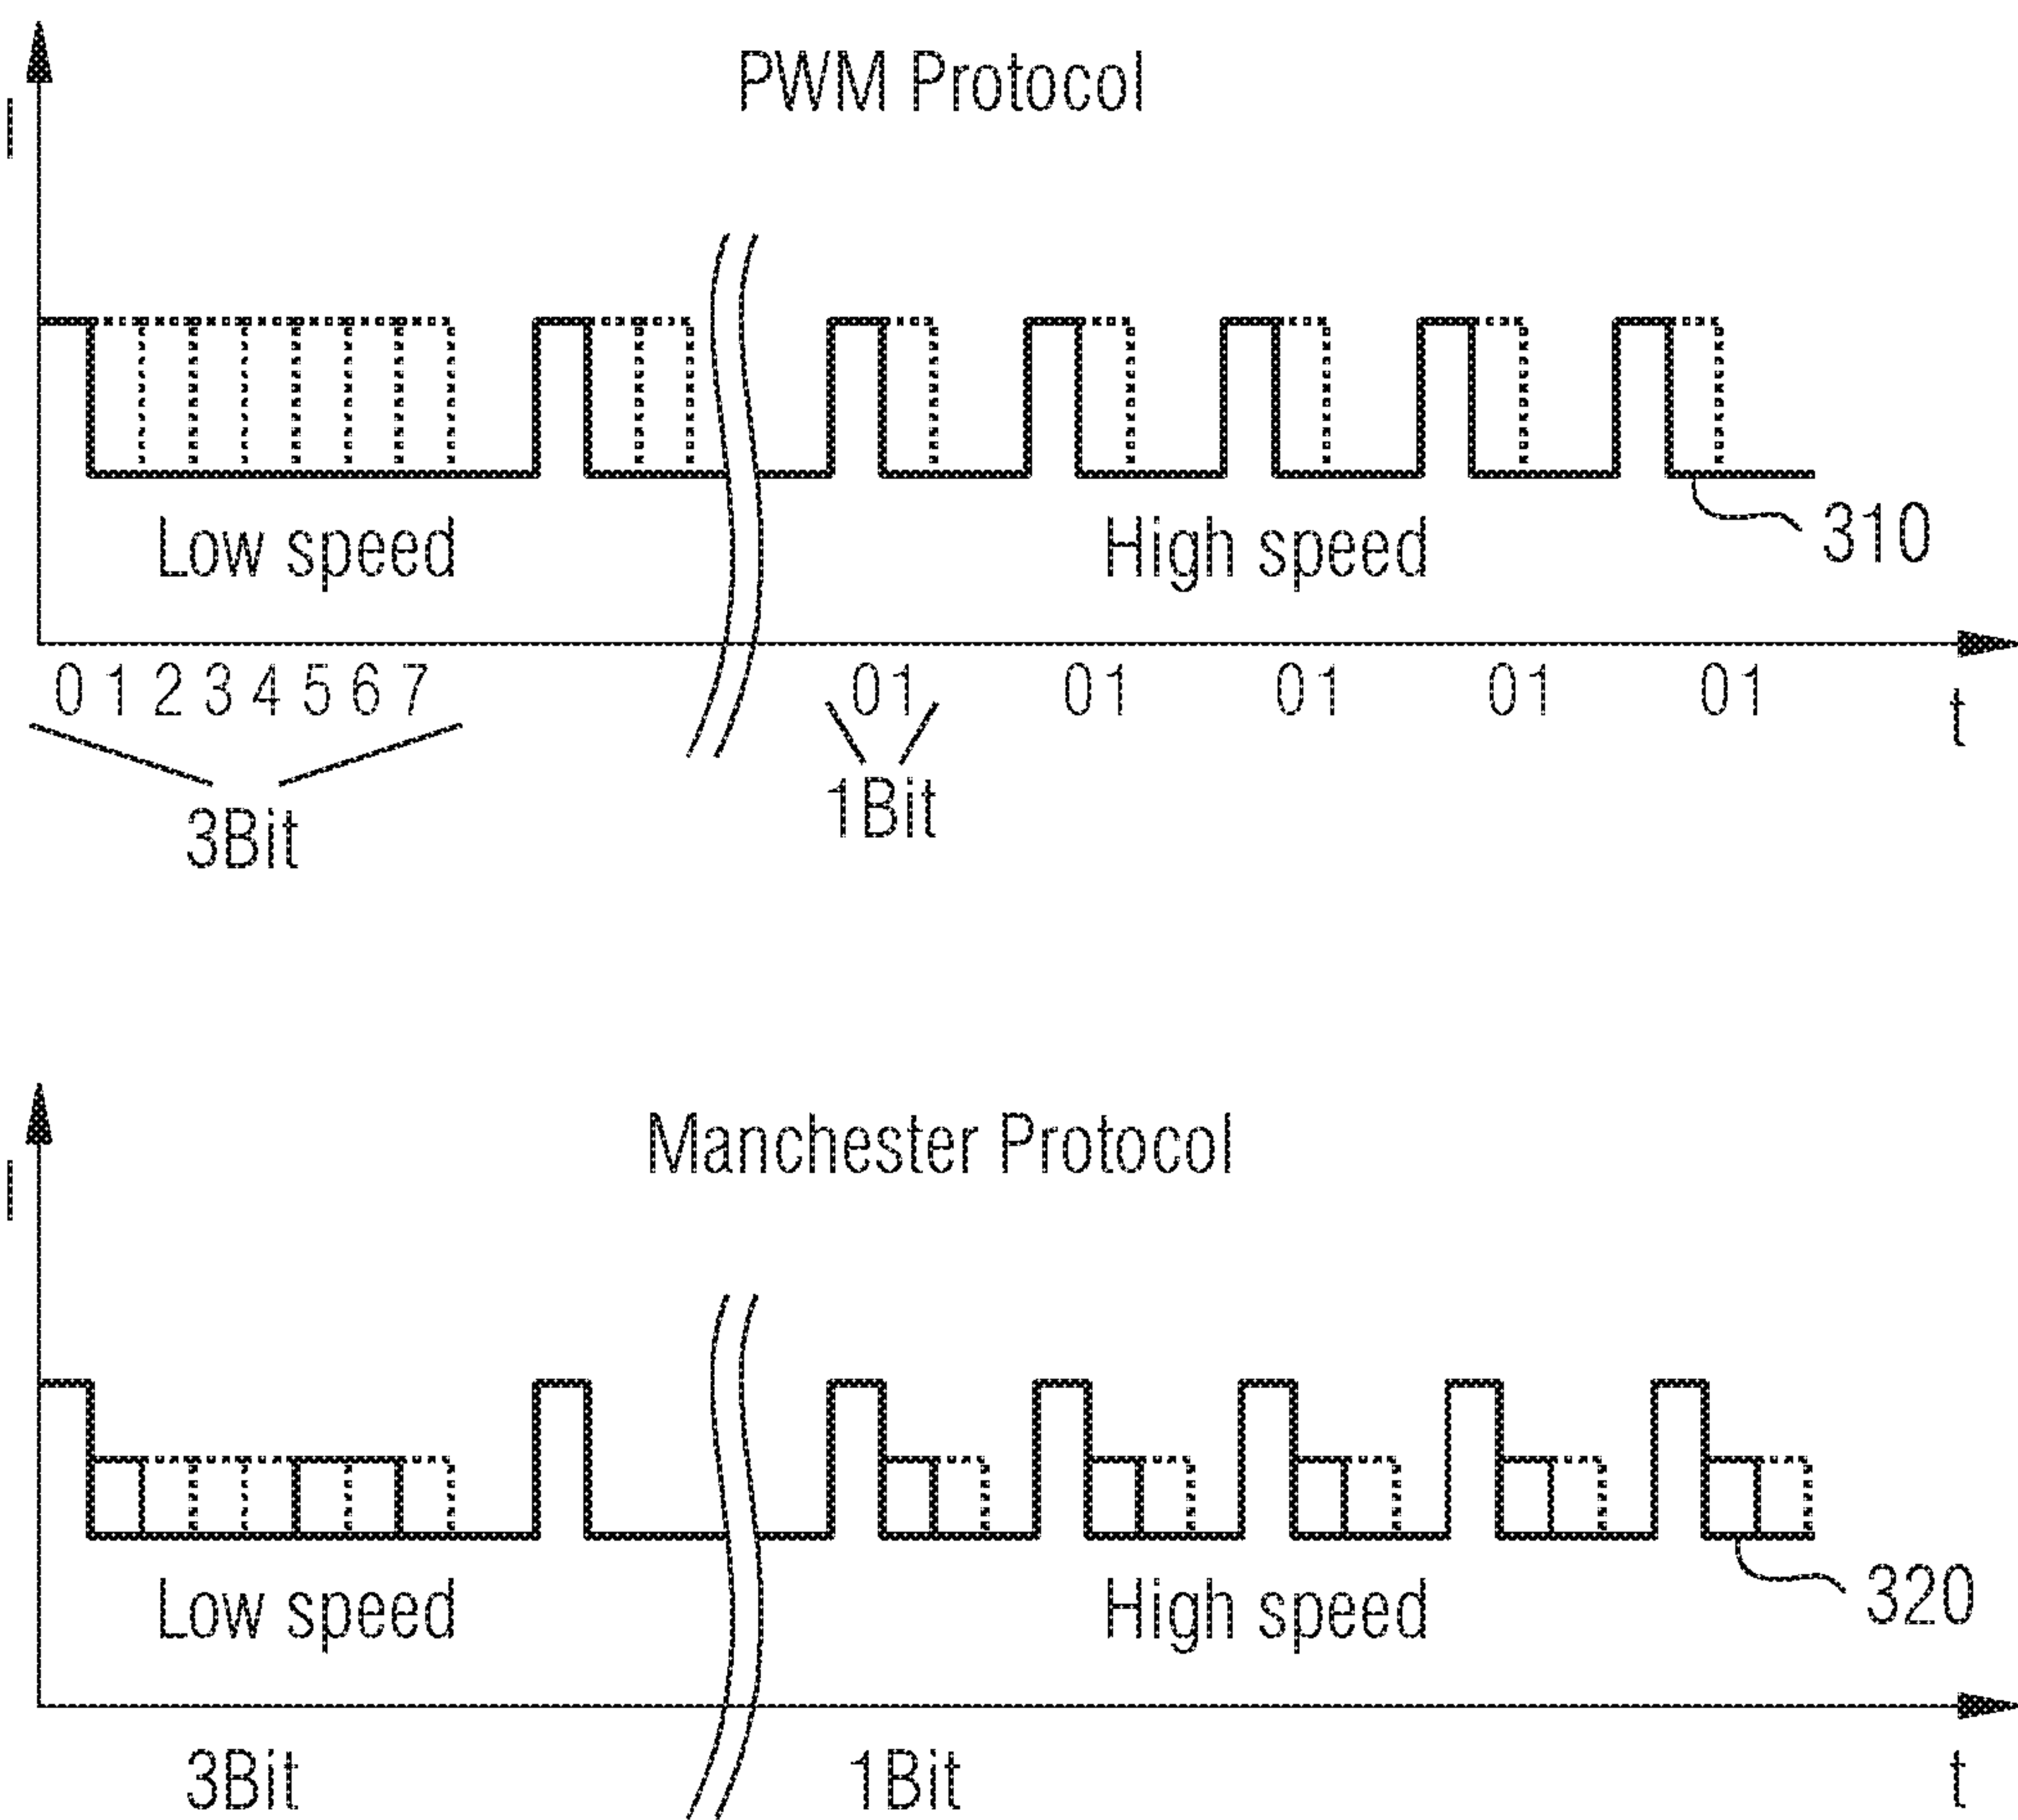 PWM Protocol
I
Low speed
High speed
310
0 1 2 3 4 5 6 7
01 01 01 01 01
t
3Bit
1Bit
Manchester Protocol
I
Low speed
High speed
320
3Bit
1Bit
t